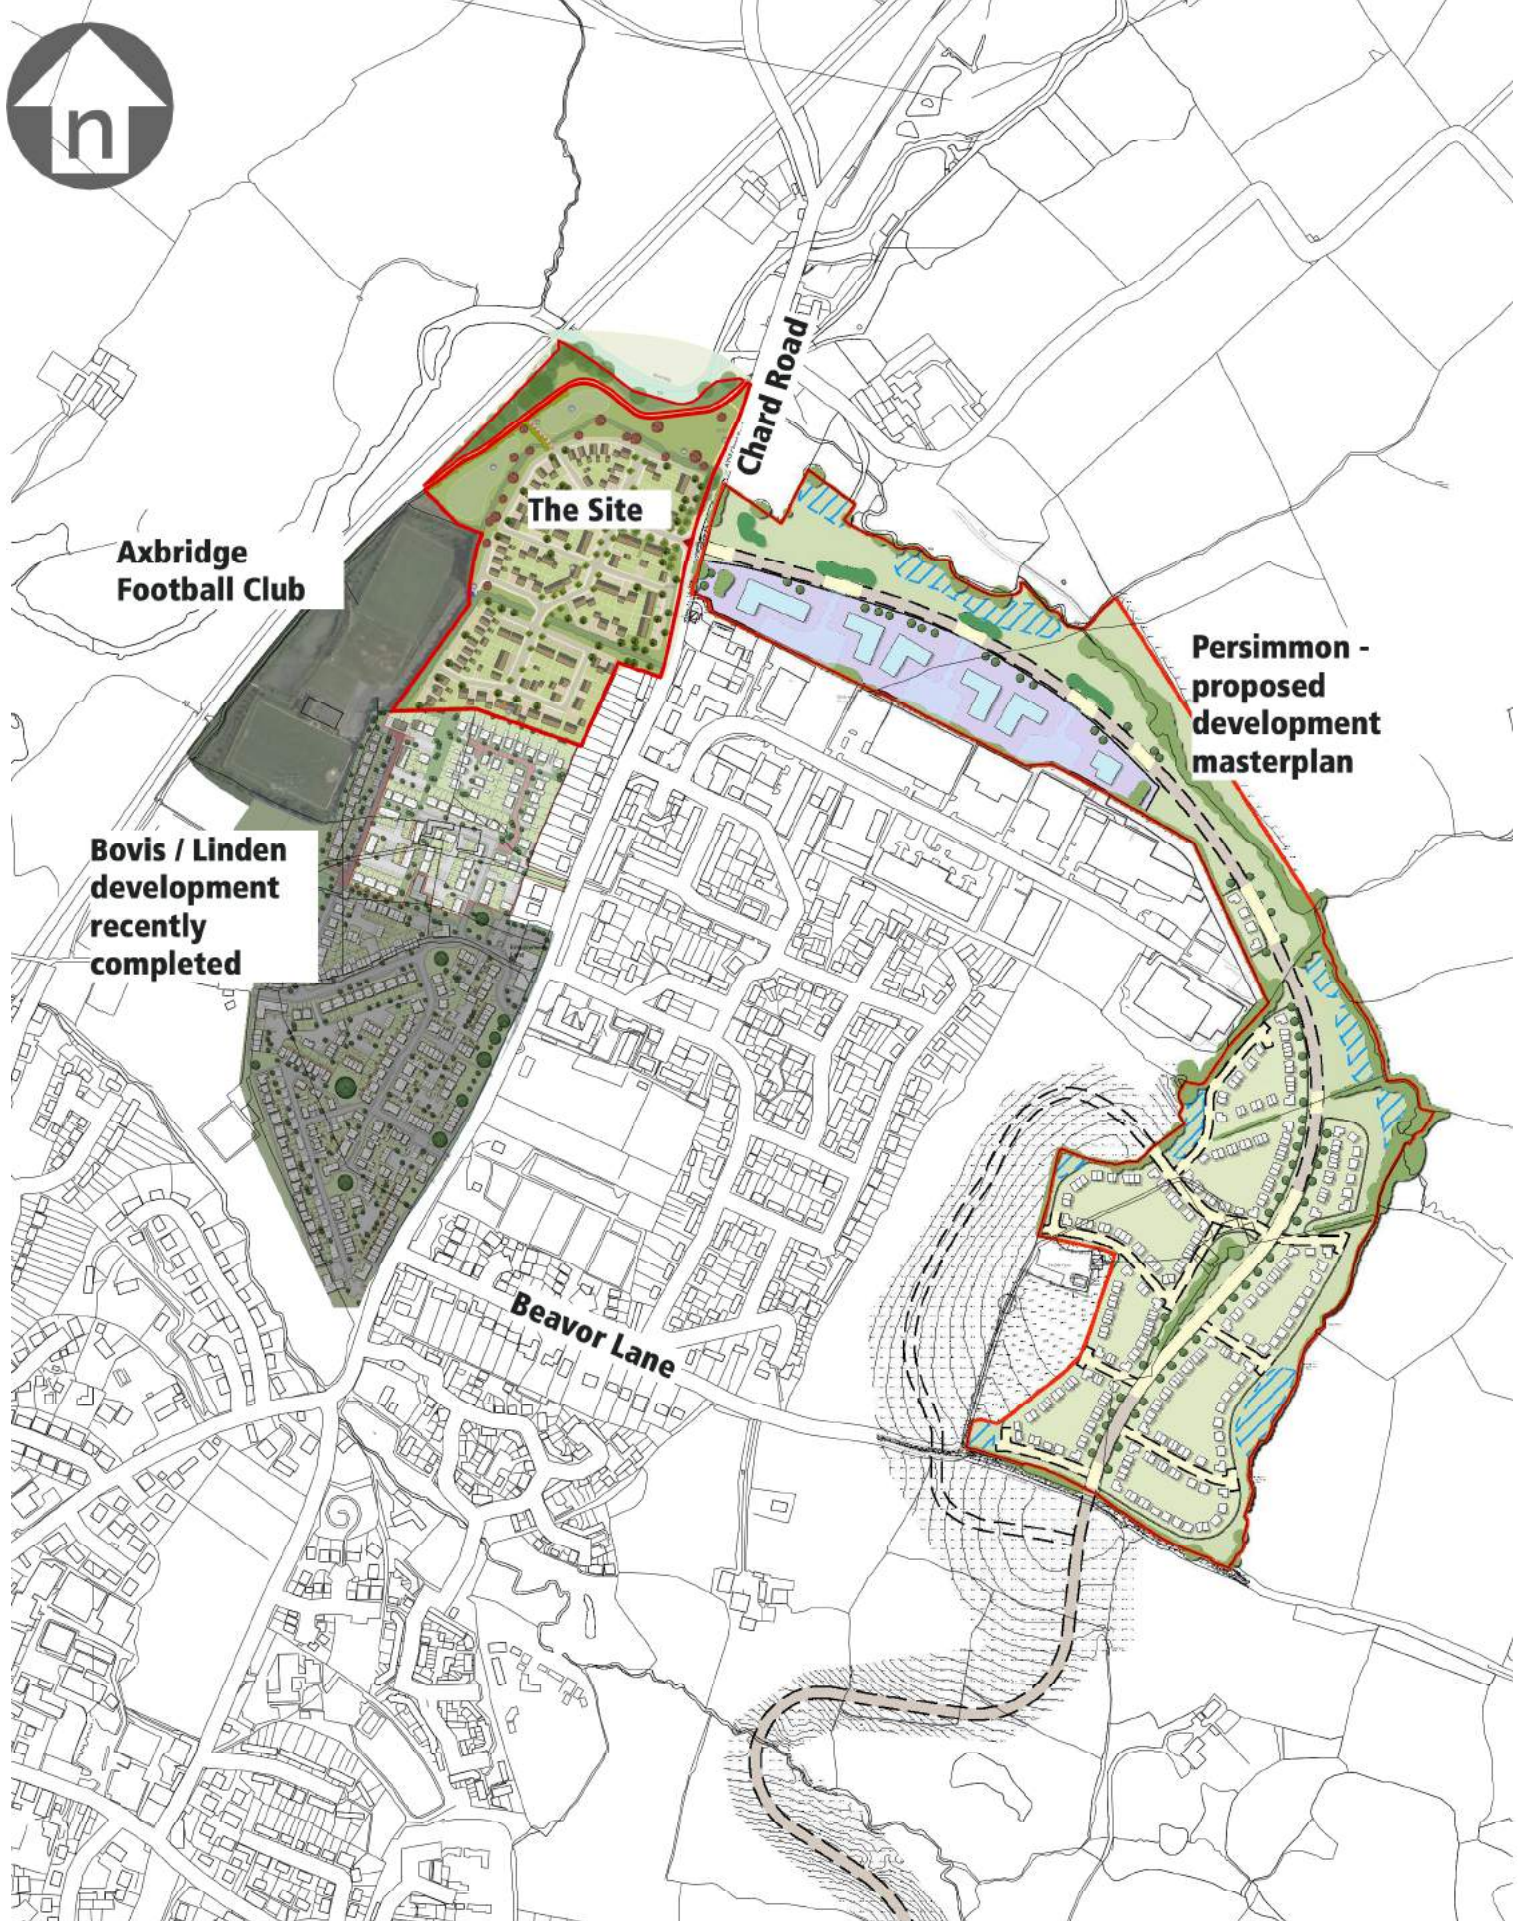 n
Chard Road
The Site
Axbridge
Football Club
Persimmon -
proposed
development
masterplan
Bovis / Linden
development
recently
completed
Beavor Lane